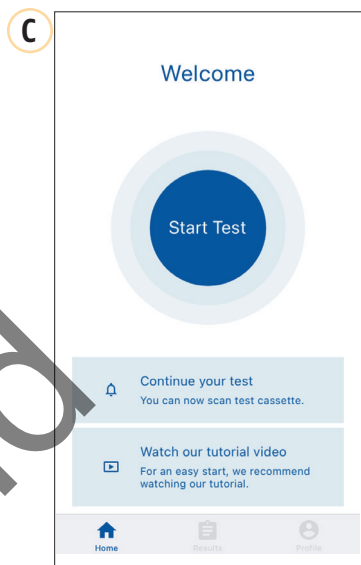 C
Welcome
Start Test
Continue your test
You can now scan test cassette.
Watch our tutorial video
For an easy start, we recommend
watching our tutorial.
Home
Results
Profile